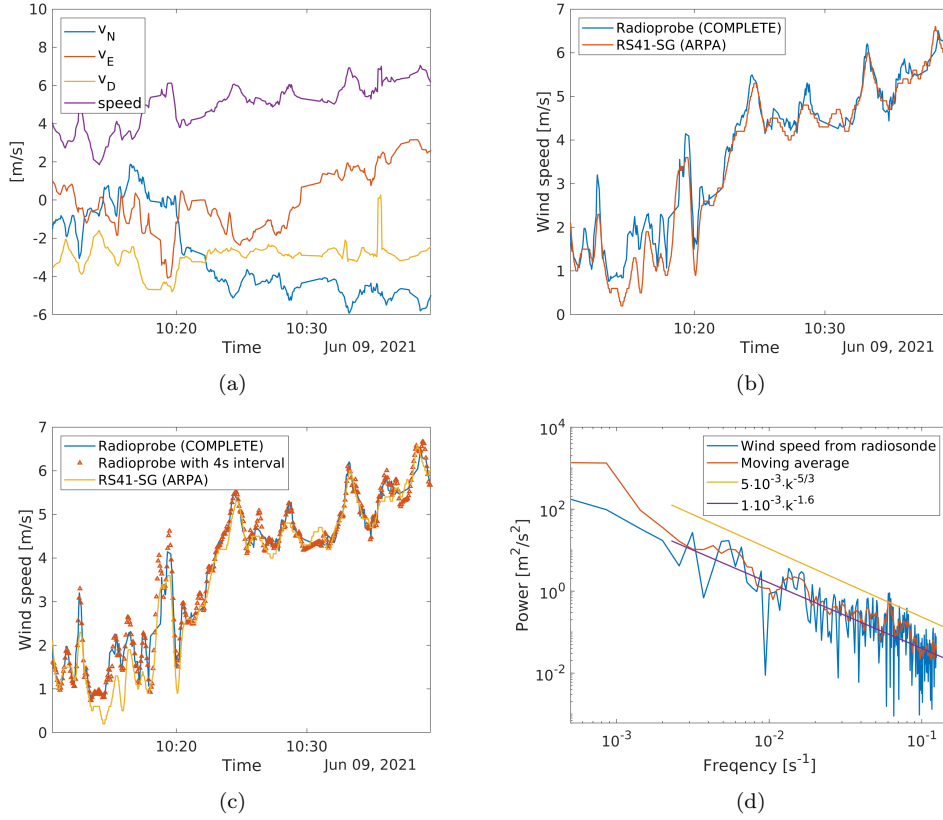 10
8
6
4
2
0
-2
-4
-6
[m/s]
v_N
v_E
v_D
speed
10:20
10:30
Time
Jun 09, 2021
(a)
7
6
5
4
3
2
1
0
Wind speed [m/s]
Radioprobe (COMPLETE)
RS41-SG (ARPA)
10:20
10:30
Time
Jun 09, 2021
(b)
7
6
5
4
3
2
1
0
Wind speed [m/s]
Radioprobe (COMPLETE)
Radioprobe with 4s interval
RS41-SG (ARPA)
10:20
10:30
Time
Jun 09, 2021
(c)
10^4
10^2
10^0
10^-2
Power [m^2/s^2]
Wind speed from radiosonde
Moving average
5·10^-3·k^-5/3
1·10^-3·k^-1.6
10^-3
10^-2
10^-1
Freqency [s^-1]
(d)